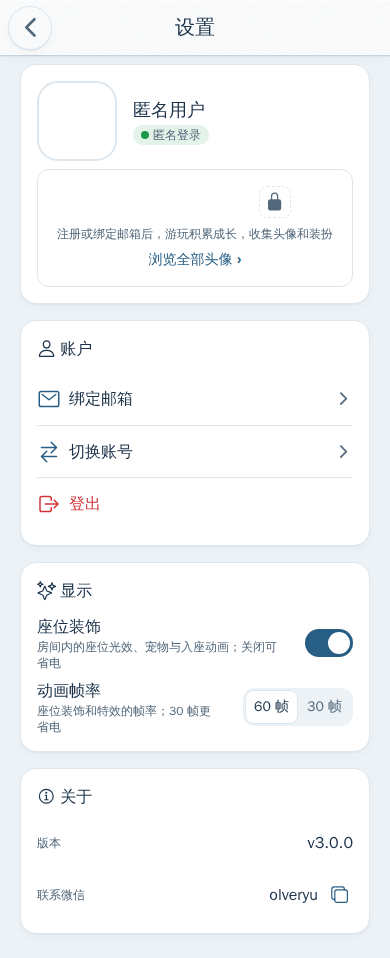 设置
匿名用户
匿名登录
注册或绑定邮箱后，游玩积累成长，收集头像和装扮
浏览全部头像 ›
账户
绑定邮箱
切换账号
登出
显示
座位装饰
房间内的座位光效、宠物与入座动画；关闭可
省电
动画帧率
座位装饰和特效的帧率；30 帧更
省电
60 帧
30 帧
关于
版本
v3.0.0
联系微信
olveryu